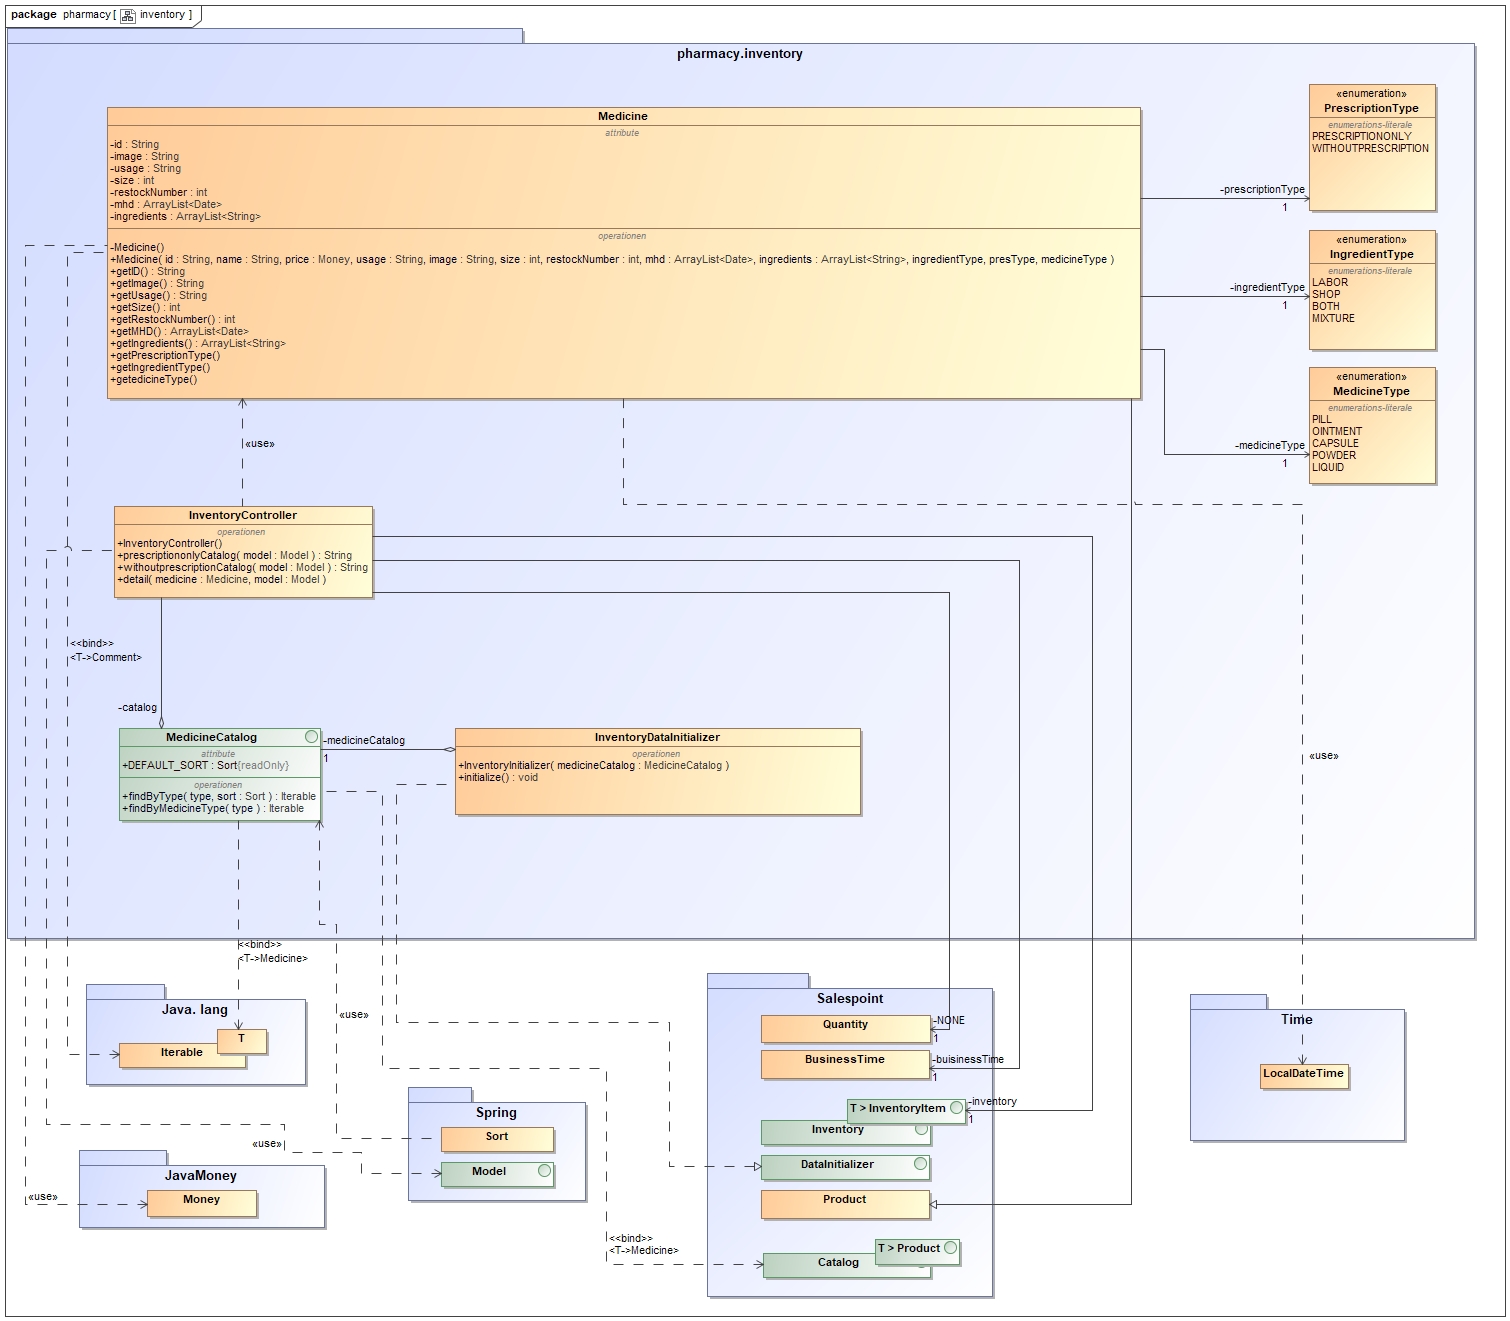 package pharmacy[ inventory ]
pharmacy.inventory
Medicine
attribute
-id : String
-image : String
-usage : String
-size : int
-restockNumber : int
-mhd : ArrayList<Date>
-ingredients : ArrayList<String>
operationen
-Medicine()
+Medicine( id : String, name : String, price : Money, usage : String, image : String, size : int, restockNumber : int, mhd : ArrayList<Date>, ingredients : ArrayList<String>, ingredientType, presType, medicineType )
+getID() : String
+getImage() : String
+getUsage() : String
+getSize() : int
+getRestockNumber() : int
+getMHD() : ArrayList<Date>
+getIngredients() : ArrayList<String>
+getPrescriptionType()
+getIngredientType()
+getedicineType()
«enumeration»
PrescriptionType
enumerations-literale
PRESCRIPTIONONLY
WITHOUTPRESCRIPTION
-prescriptionType
1
«enumeration»
IngredientType
enumerations-literale
LABOR
SHOP
BOTH
MIXTURE
-ingredientType
1
«enumeration»
MedicineType
enumerations-literale
PILL
OINTMENT
CAPSULE
POWDER
LIQUID
-medicineType
1
«use»
InventoryController
operationen
+InventoryController()
+prescriptiononlyCatalog( model : Model ) : String
+withoutprescriptionCatalog( model : Model ) : String
+detail( medicine : Medicine, model : Model )
<<bind>>
<T->Comment>
-catalog
MedicineCatalog
attribute
+DEFAULT_SORT : Sort{readOnly}
operationen
+findByType( type, sort : Sort ) : Iterable
+findByMedicineType( type ) : Iterable
-medicineCatalog
1
InventoryDataInitializer
operationen
+InventoryInitializer( medicineCatalog : MedicineCatalog )
+initialize() : void
«use»
<<bind>>
<T->Medicine>
Java. lang
T
Iterable
«use»
Spring
Sort
Model
«use»
JavaMoney
Money
«use»
Salespoint
Quantity
-NONE
1
BusinessTime
-buisinessTime
1
T > InventoryItem
-inventory
1
Inventory
DataInitializer
Product
T > Product
Catalog
<<bind>>
<T->Medicine>
Time
LocalDateTime